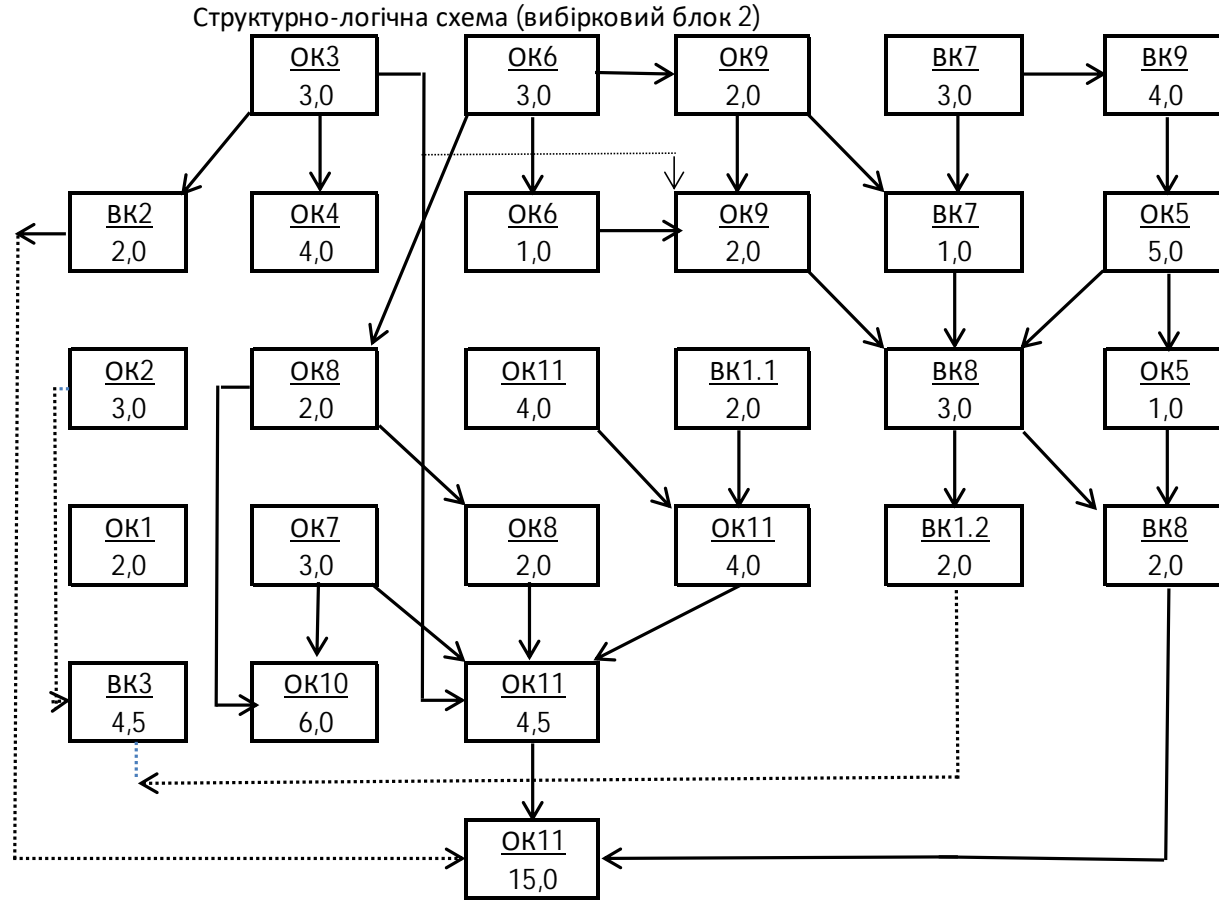 Структурно-логічна схема (вибірковий блок 2)
ОК3
3,0
ОК6
3,0
ОК9
2,0
ВК7
3,0
ВК9
4,0
ВК2
2,0
ОК4
4,0
ОК6
1,0
ОК9
2,0
ВК7
1,0
ОК5
5,0
ОК2
3,0
ОК8
2,0
ОК11
4,0
ВК1.1
2,0
ВК8
3,0
ОК5
1,0
ОК1
2,0
ОК7
3,0
ОК8
2,0
ОК11
4,0
ВК1.2
2,0
ВК8
2,0
ВК3
4,5
ОК10
6,0
ОК11
4,5
ОК11
15,0